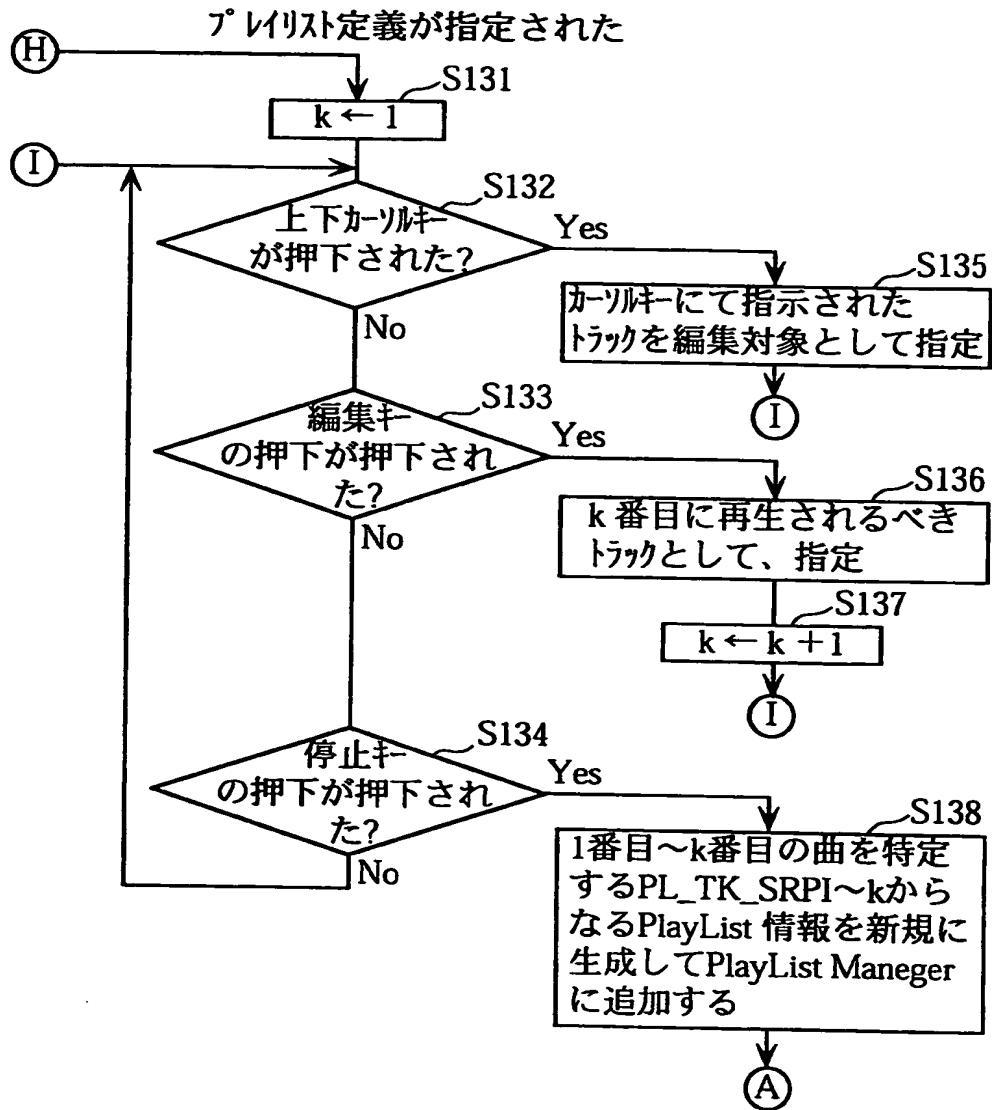 プレイリスト定義が指定された
H
S131
k ← 1
I
S132
上下カーソルキー
が押下された?
Yes
No
S135
カーソルキーにて指示された
トラックを編集対象として指定
I
S133
編集キー
の押下が押下され
た?
Yes
No
S136
k 番目に再生されるべき
トラックとして、指定
S137
k ← k +1
I
S134
停止キー
の押下が押下され
た?
Yes
No
S138
1番目～k番目の曲を特定
するPL_TK_SRP1～kから
なるPlayList 情報を新規に
生成してPlayList Maneger
に追加する
A